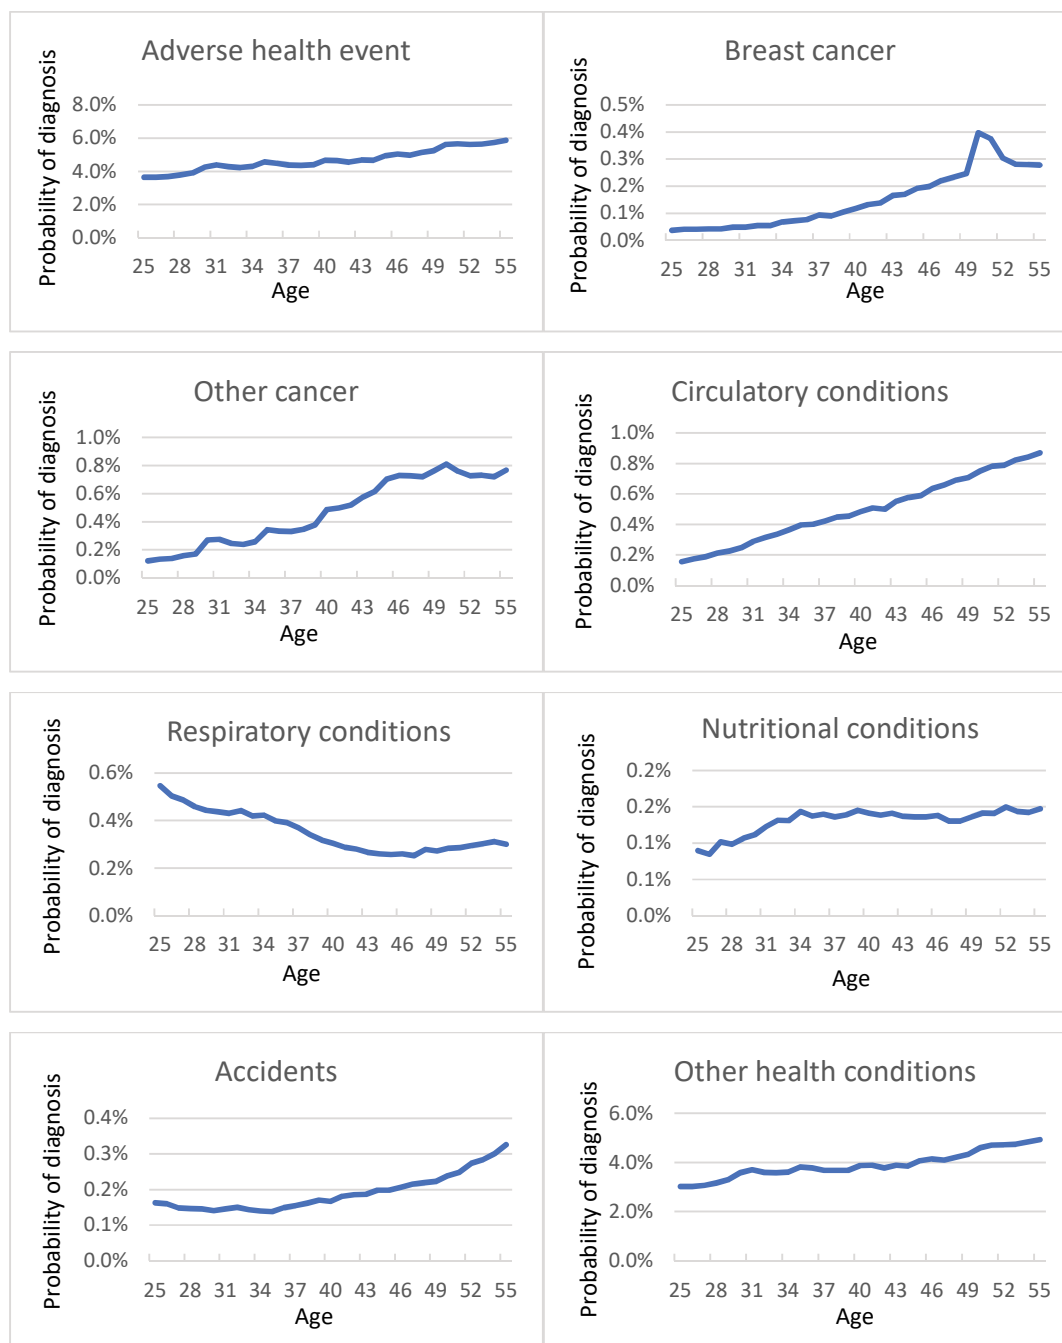 Adverse health event
Probability of diagnosis
8.0%
6.0%
4.0%
2.0%
0.0%
25 28 31 34 37 40 43 46 49 52 55
Age
Breast cancer
Probability of diagnosis
0.5%
0.4%
0.3%
0.2%
0.1%
0.0%
25 28 31 34 37 40 43 46 49 52 55
Age
Other cancer
Probability of diagnosis
1.0%
0.8%
0.6%
0.4%
0.2%
0.0%
25 28 31 34 37 40 43 46 49 52 55
Age
Circulatory conditions
Probability of diagnosis
1.0%
0.8%
0.6%
0.4%
0.2%
0.0%
25 28 31 34 37 40 43 46 49 52 55
Age
Respiratory conditions
Probability of diagnosis
0.6%
0.4%
0.2%
0.0%
25 28 31 34 37 40 43 46 49 52 55
Age
Nutritional conditions
Probability of diagnosis
0.2%
0.2%
0.1%
0.1%
0.0%
25 28 31 34 37 40 43 46 49 52 55
Age
Accidents
Probability of diagnosis
0.4%
0.3%
0.2%
0.1%
0.0%
25 28 31 34 37 40 43 46 49 52 55
Age
Other health conditions
Probability of diagnosis
6.0%
4.0%
2.0%
0.0%
25 28 31 34 37 40 43 46 49 52 55
Age